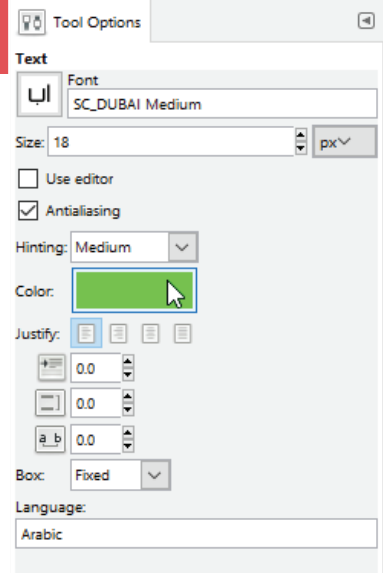 Tool Options
Text
اب
Font
SC_DUBAI Medium
Size: 18 px
Use editor
Antialiasing
Hinting: Medium
Color:
Justify:
0.0
0.0
a b 0.0
Box: Fixed
Language:
Arabic